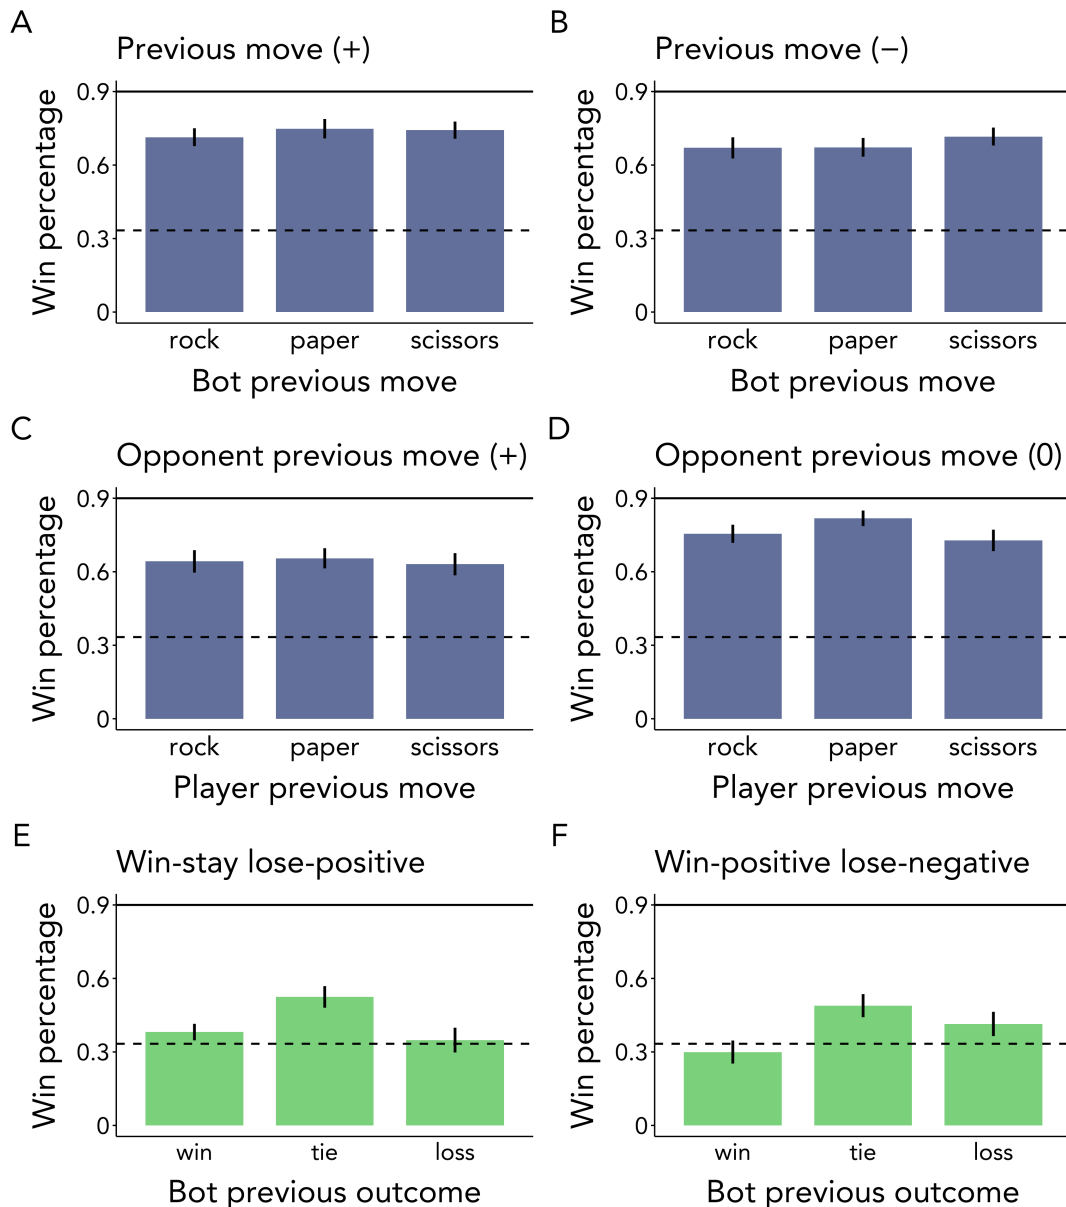 A
Previous move (+)
Win percentage
0.9
0.6
0.3
0
rock paper scissors
Bot previous move
B
Previous move (−)
Win percentage
0.9
0.6
0.3
0
rock paper scissors
Bot previous move
C
Opponent previous move (+)
Win percentage
0.9
0.6
0.3
0
rock paper scissors
Player previous move
D
Opponent previous move (0)
Win percentage
0.9
0.6
0.3
0
rock paper scissors
Player previous move
E
Win-stay lose-positive
Win percentage
0.9
0.6
0.3
0
win tie loss
Bot previous outcome
F
Win-positive lose-negative
Win percentage
0.9
0.6
0.3
0
win tie loss
Bot previous outcome